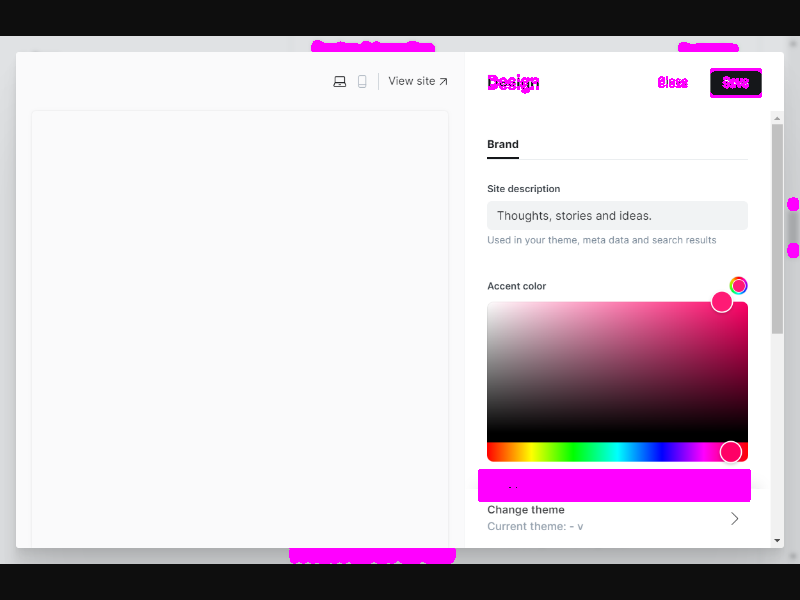 View site
Design
Close
Save
Brand
Site description
Thoughts, stories and ideas.
Used in your theme, meta data and search results
Accent color
Change theme
Current theme: - v